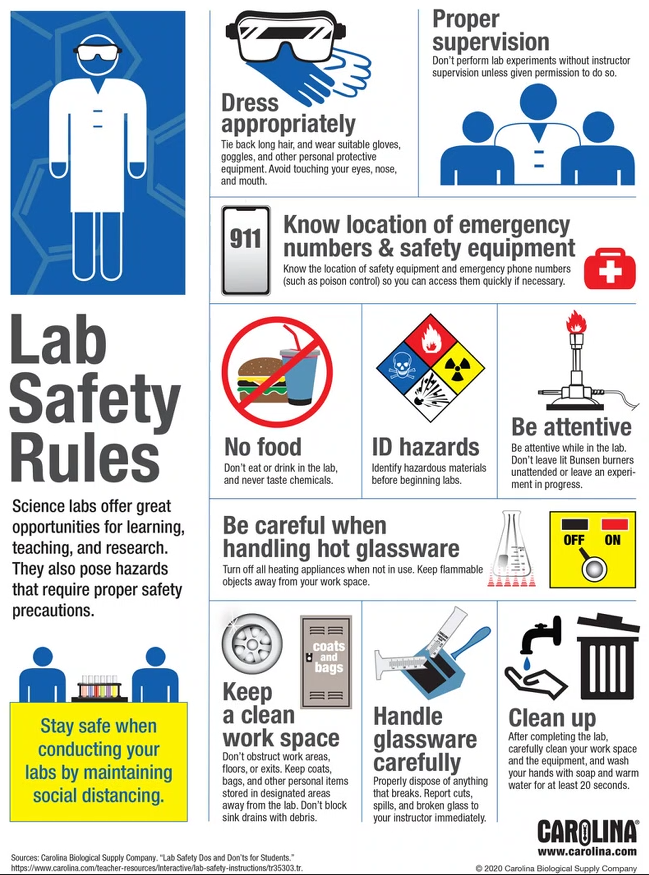 Lab
Safety
Rules
Science labs offer great
opportunities for learning,
teaching, and research.
They also pose hazards
that require proper safety
precautions.
Stay safe when
conducting your
labs by maintaining
social distancing.
Dress
appropriately
Tie back long hair, and wear suitable gloves,
goggles, and other personal protective
equipment. Avoid touching your eyes, nose,
and mouth.
Proper
supervision
Don't perform lab experiments without instructor
supervision unless given permission to do so.
911
Know location of emergency
numbers & safety equipment
Know the location of safety equipment and emergency phone numbers
(such as poison control) so you can access them quickly if necessary.
No food
Don't eat or drink in the lab,
and never taste chemicals.
ID hazards
Identify hazardous materials
before beginning labs.
Be attentive
Be attentive while in the lab.
Don't leave lit Bunsen burners
unattended or leave an experi-
ment in progress.
Be careful when
handling hot glassware
Turn off all heating appliances when not in use. Keep flammable
objects away from your work space.
OFF ON
coats
and
bags
Keep
a clean
work space
Don't obstruct work areas,
floors, or exits. Keep coats,
bags, and other personal items
stored in designated areas
away from the lab. Don't block
sink drains with debris.
Handle
glassware
carefully
Properly dispose of anything
that breaks. Report cuts,
spills, and broken glass to
your instructor immediately.
Clean up
After completing the lab,
carefully clean your work space
and the equipment, and wash
your hands with soap and warm
water for at least 20 seconds.
CAROLINA®
www.carolina.com
Sources: Carolina Biological Supply Company. "Lab Safety Dos and Don'ts for Students."
https://www.carolina.com/teacher-resources/Interactive/lab-safety-instructions/tr35303.tr.
© 2020 Carolina Biological Supply Company